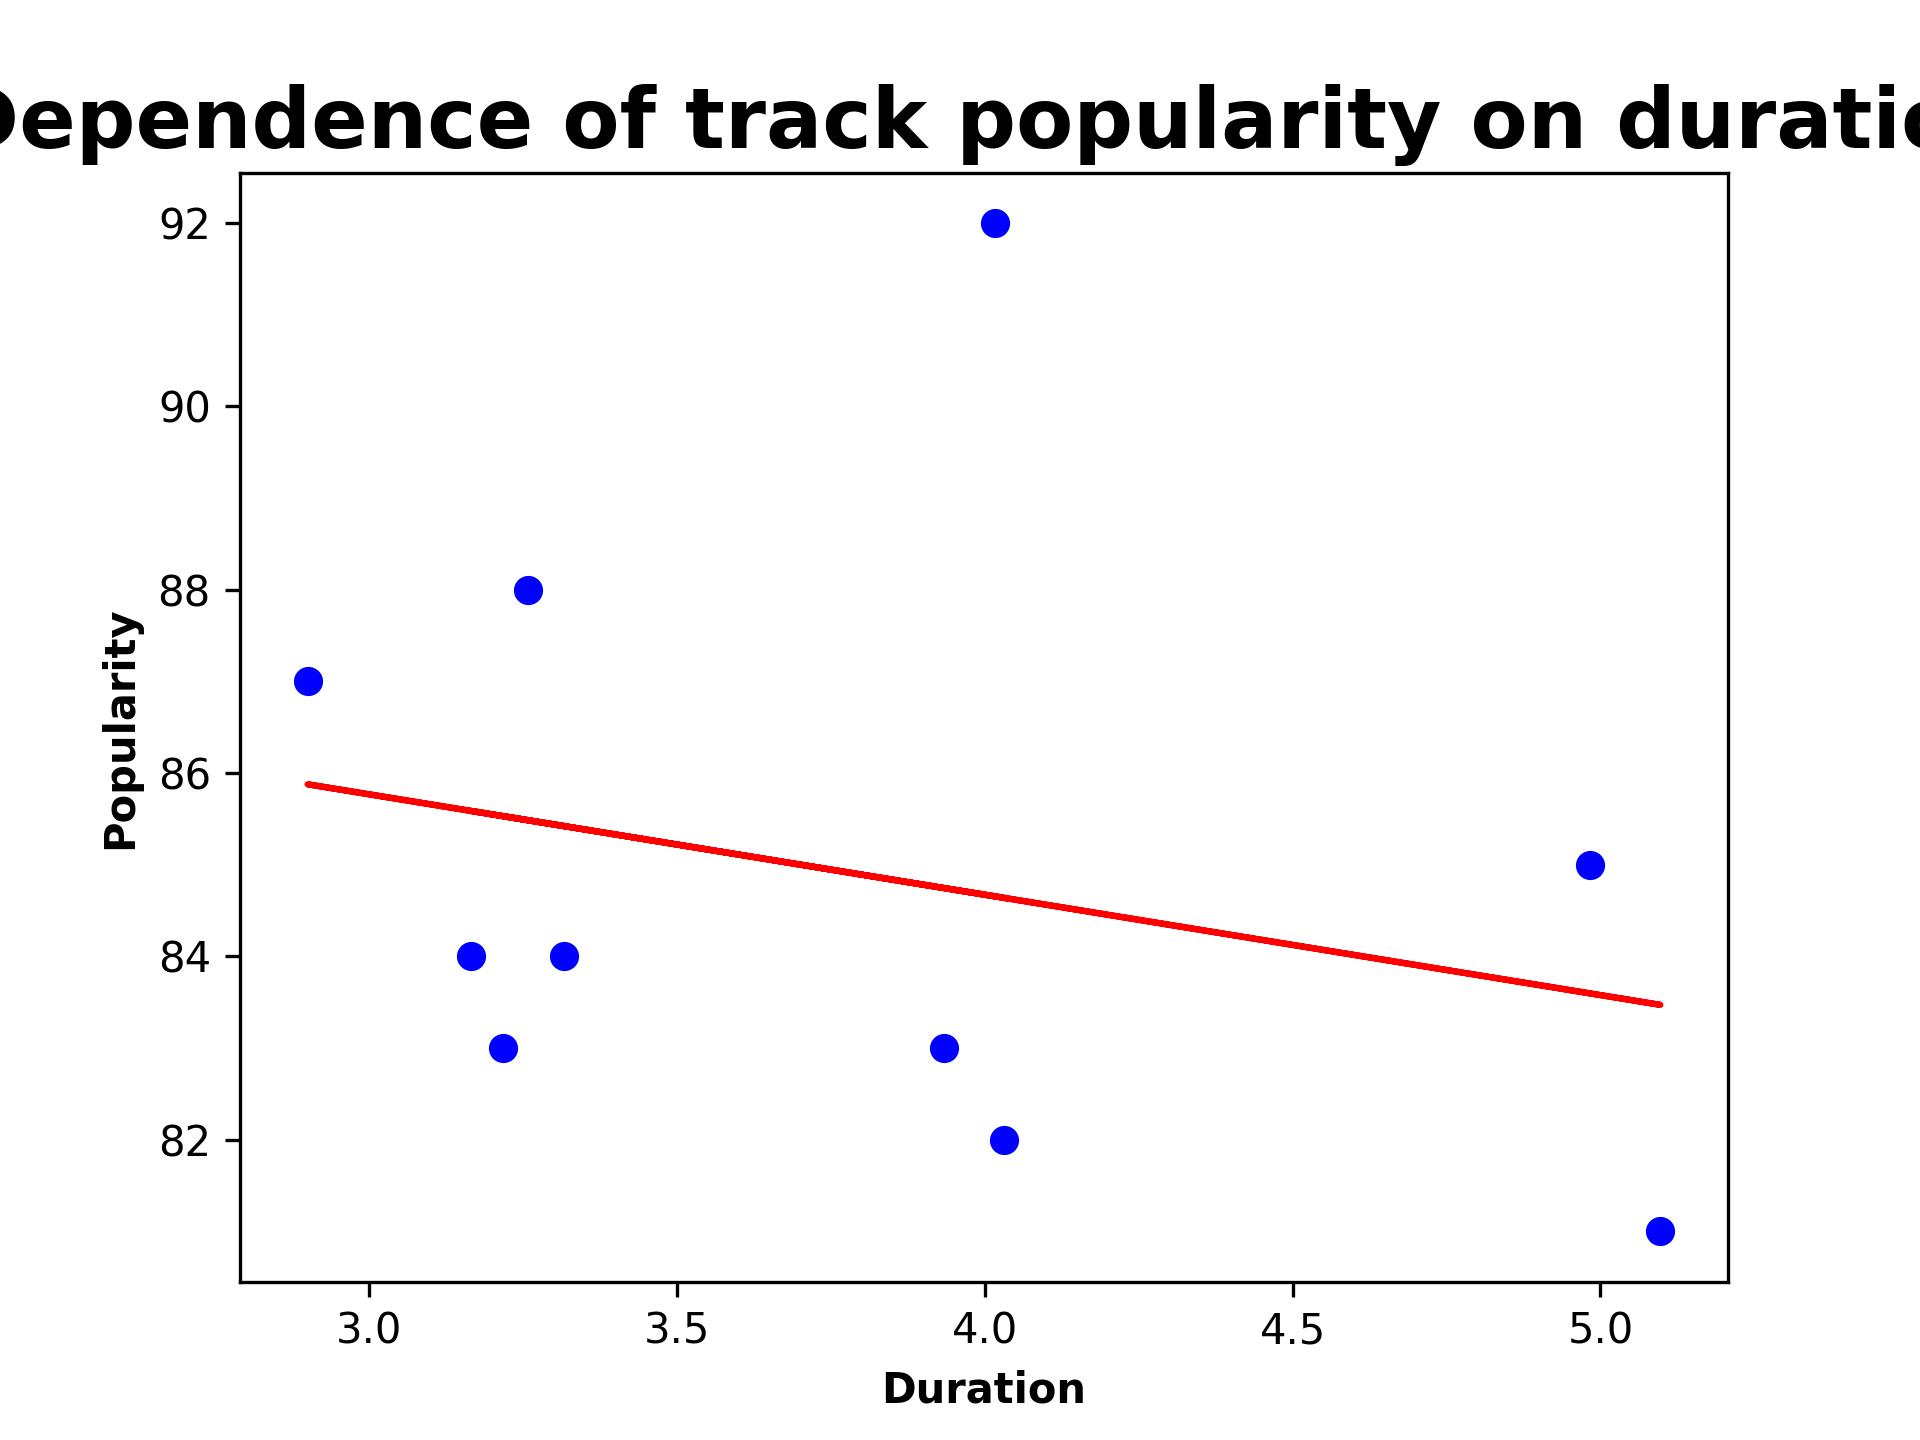 Dependence of track popularity on duratio
92
90
88
86
84
82
Popularity
3.0 3.5 4.0 4.5 5.0
Duration